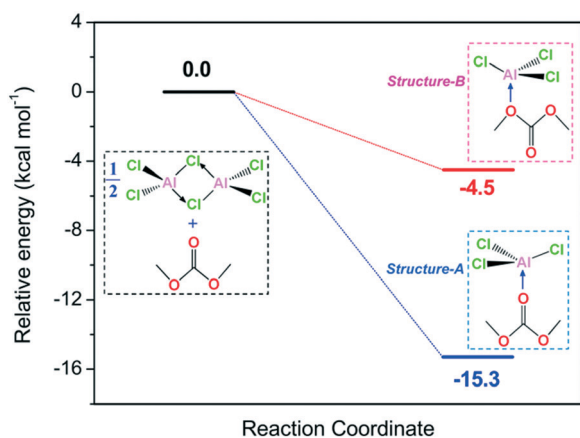 Relative energy (kcal mol⁻¹)
4
0
-4
-8
-12
-16
0.0
1/2
Cl Cl Cl
Al Al
Cl Cl Cl
+
O
O O
Structure-B
Cl Cl
Al Cl
O O
O
-4.5
Structure-A
Cl Cl
Cl Al
O
O O
-15.3
Reaction Coordinate